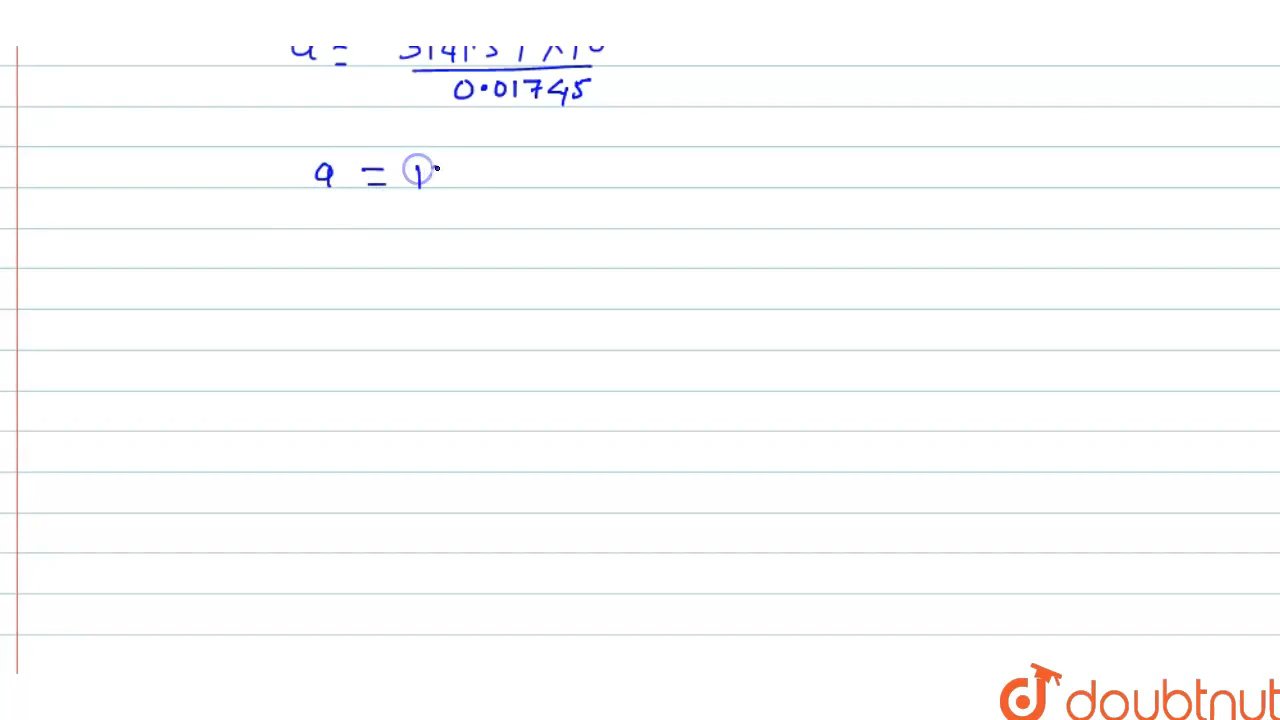 a =
0.01745
a = 1
doubtnut